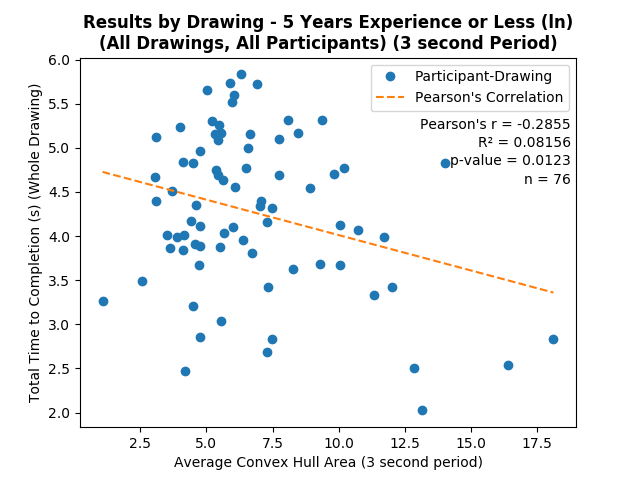 Results by Drawing - 5 Years Experience or Less (ln)
(All Drawings, All Participants) (3 second Period)
Participant-Drawing
Pearson's Correlation
Pearson's r = -0.2855
R² = 0.08156
p-value = 0.0123
n = 76
Total Time to Completion (s) (Whole Drawing)
6.0
5.5
5.0
4.5
4.0
3.5
3.0
2.5
2.0
2.5 5.0 7.5 10.0 12.5 15.0 17.5
Average Convex Hull Area (3 second period)